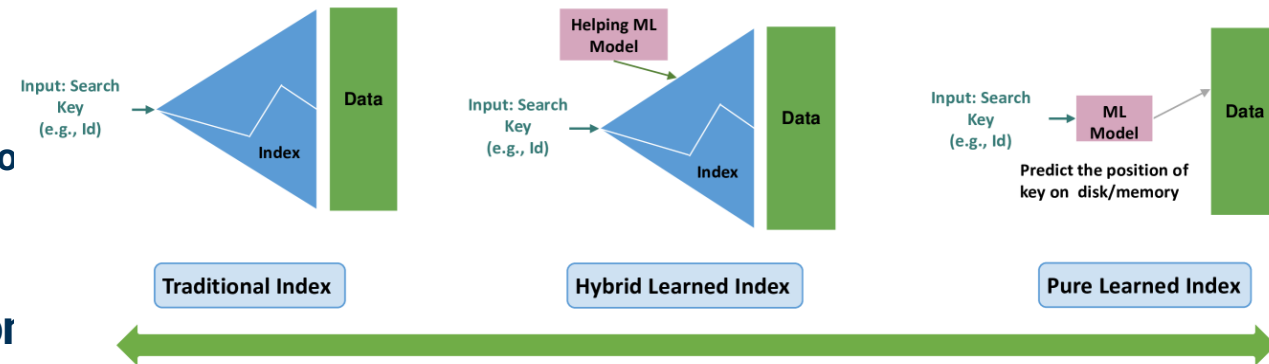 Input: Search
Key
(e.g., Id)
Index
Data
Helping ML
Model
Input: Search
Key
(e.g., Id)
Index
Data
Input: Search
Key
(e.g., Id)
ML
Model
Predict the position of
key on disk/memory
Data
Traditional Index
Hybrid Learned Index
Pure Learned Index